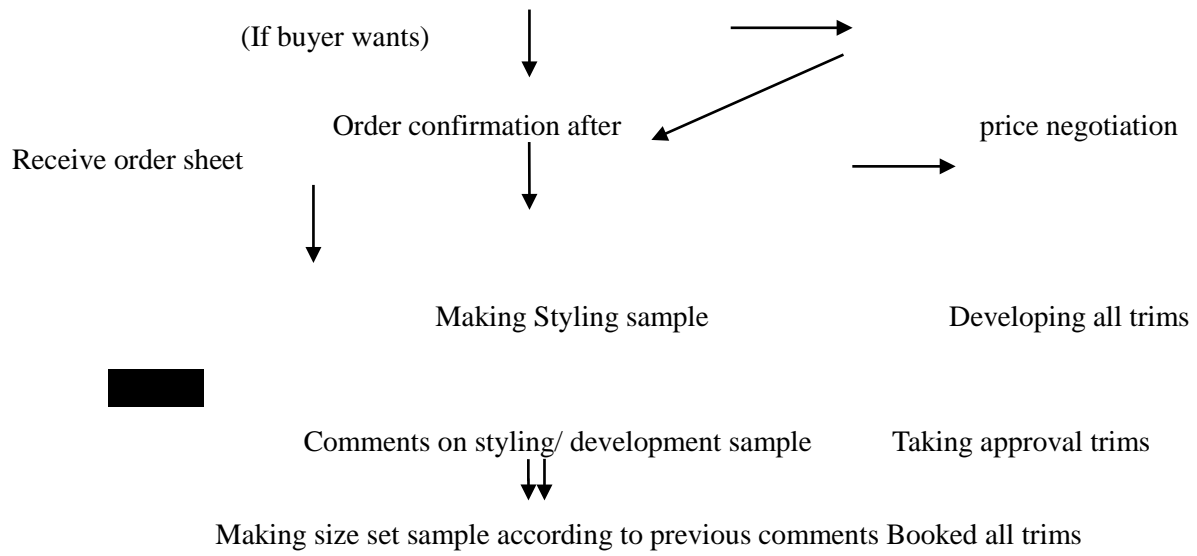 (If buyer wants)
Order confirmation after price negotiation
Receive order sheet
Making Styling sample Developing all trims
Comments on styling/ development sample Taking approval trims
Making size set sample according to previous comments Booked all trims